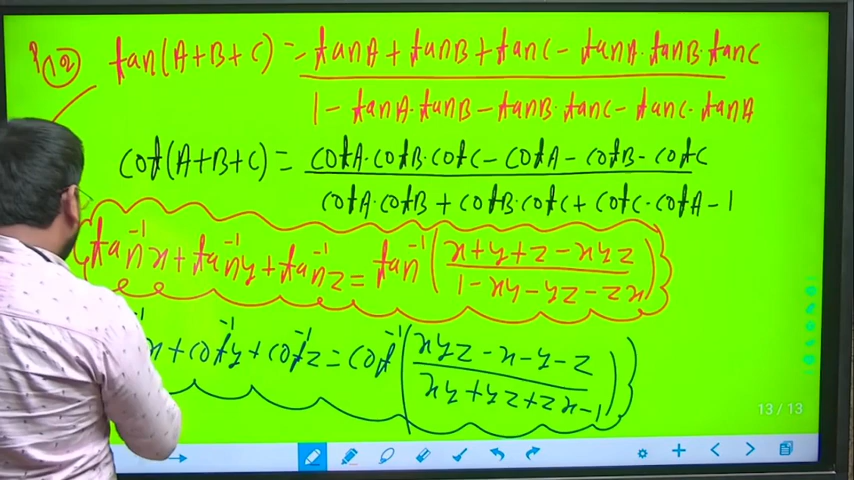 P 12 tan(A+B+C) = tanA + tanB + tanC - tanA·tanB·tanC / 1 - tanA·tanB - tanB·tanC - tanC·tanA
cot(A+B+C) = cotA·cotB·cotC - cotA - cotB - cotC / cotA·cotB + cotB·cotC + cotC·cotA - 1
tan⁻¹x + tan⁻¹y + tan⁻¹z = tan⁻¹(x+y+z-xyz / 1-xy-yz-zx)
⁻¹x + cot⁻¹y + cot⁻¹z = cot⁻¹(xyz-x-y-z / xy+yz+zx-1)
13/13